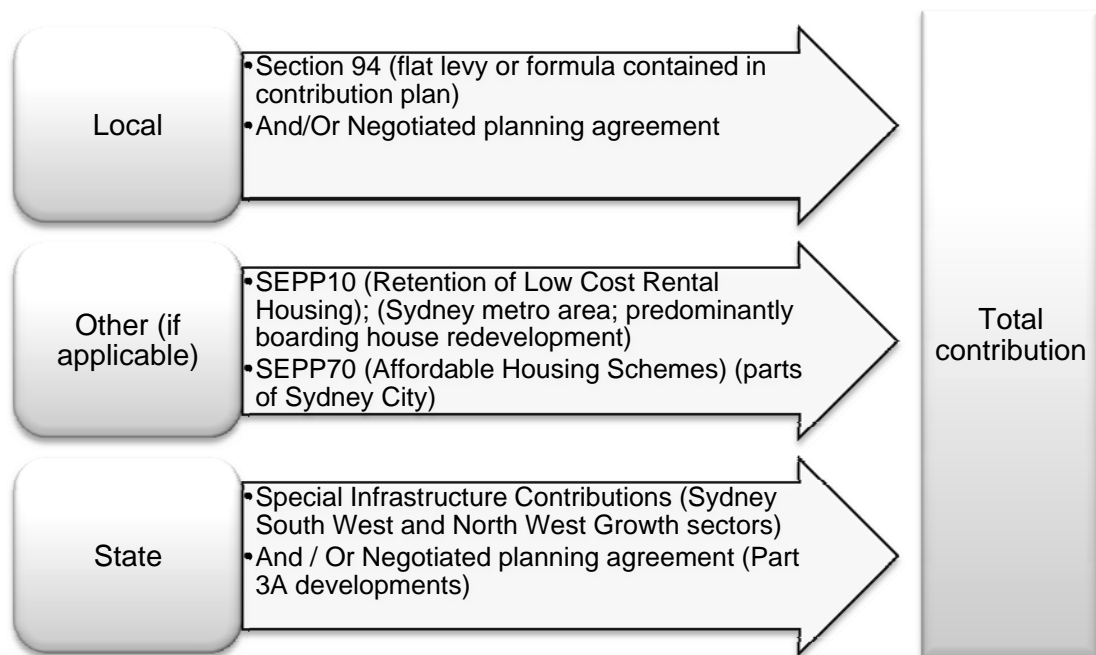 Local
•Section 94 (flat levy or formula contained in
contribution plan)
•And/Or Negotiated planning agreement
Other (if
applicable)
•SEPP10 (Retention of Low Cost Rental
Housing); (Sydney metro area; predominantly
boarding house redevelopment)
•SEPP70 (Affordable Housing Schemes) (parts
of Sydney City)
State
•Special Infrastructure Contributions (Sydney
South West and North West Growth sectors)
•And / Or Negotiated planning agreement (Part
3A developments)
Total
contribution